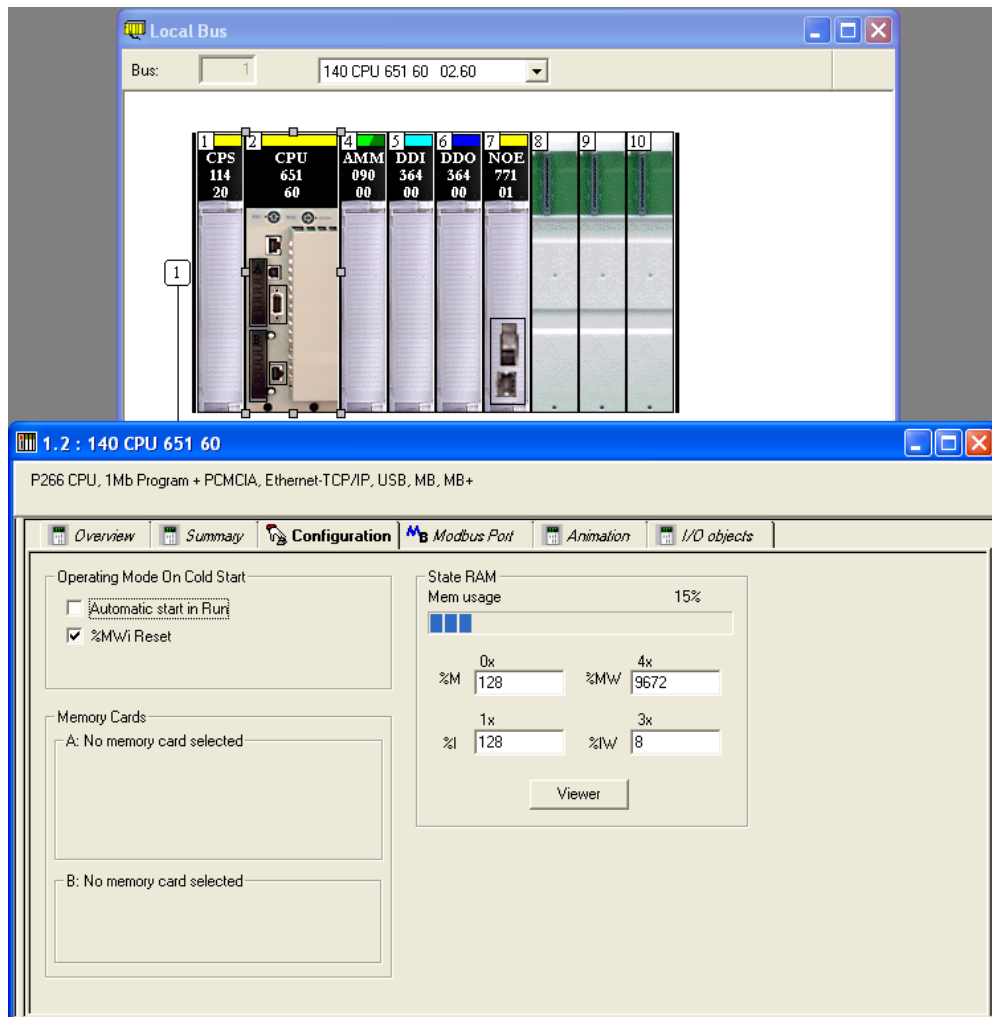 Local Bus
Bus: 1 140 CPU 651 60 02.60
1 2 4 5 6 7 8 9 10
CPS CPU AMM DDI DDO NOE
114 651 090 364 364 771
20 60 00 00 00 01
1
1.2 : 140 CPU 651 60
P266 CPU, 1Mb Program + PCMCIA, Ethernet-TCP/IP, USB, MB, MB+
Overview Summary Configuration MB Modbus Port Animation I/O objects
Operating Mode On Cold Start
Automatic start in Run
%MWi Reset
Memory Cards
A: No memory card selected
B: No memory card selected
State RAM
Mem usage 15%
0x 4x
%M 128 %MW 9672
1x 3x
%I 128 %IW 8
Viewer